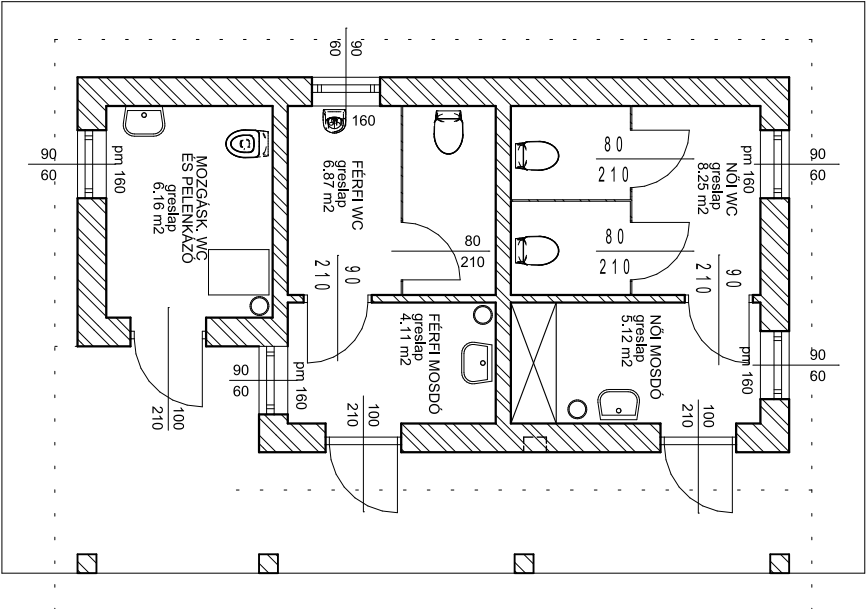 90
60
90
60
pm 160
MOZGÁSK. WC
ÉS PELENKÁZÓ
greslap
6.16 m2
160
FÉRFI WC
greslap
6.87 m2
80
210
80
210
NŐI WC
greslap
8.25 m2
pm 160
90
60
80
210
90
210
90
210
100
210
90
60
pm 160
FÉRFI MOSDÓ
greslap
4.11 m2
100
210
NŐI MOSDÓ
greslap
5.12 m2
100
210
pm 160
90
60